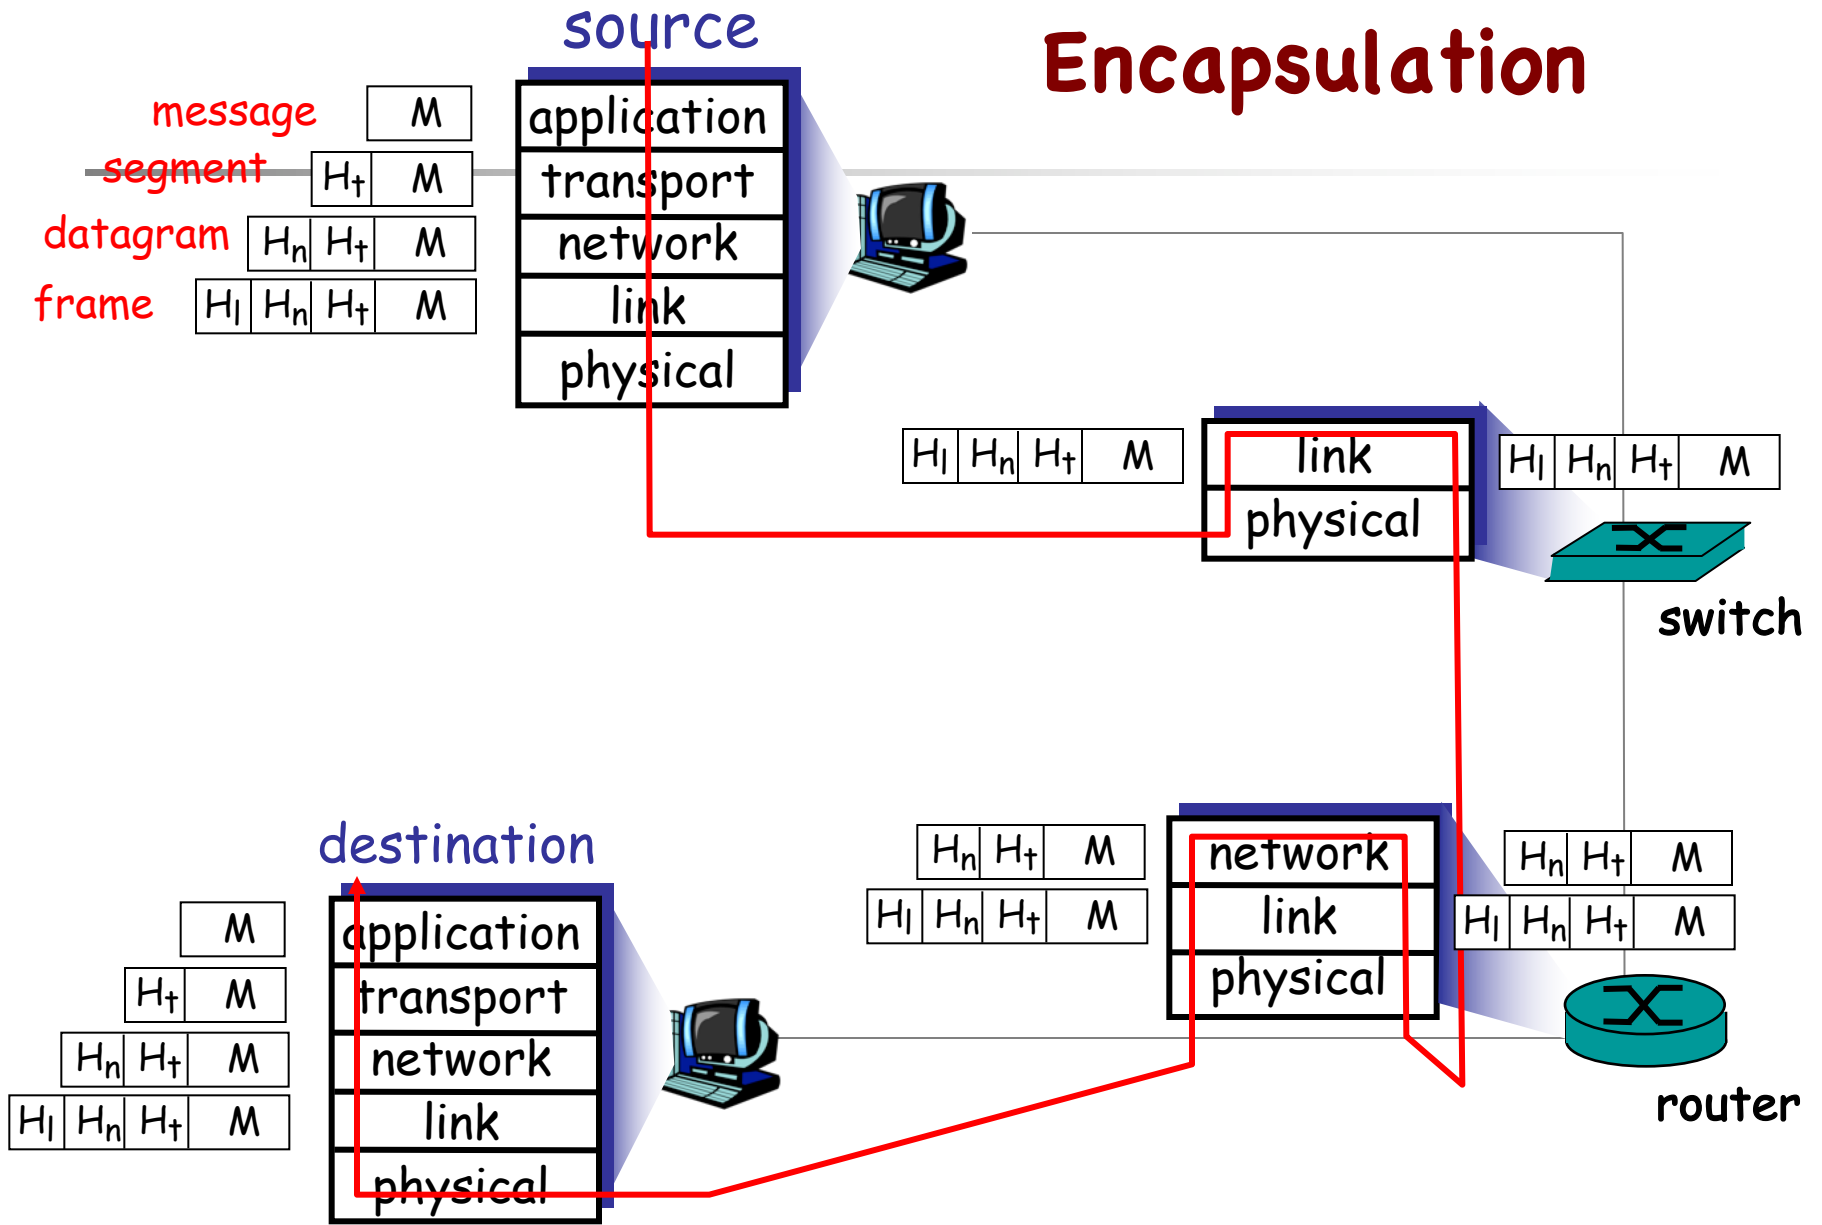 source
Encapsulation
message M
segment Ht M
datagram Hn Ht M
frame Hl Hn Ht M
application
transport
network
link
physical
Hl Hn Ht M
link
physical
Hl Hn Ht M
switch
destination
M
Ht M
Hn Ht M
Hl Hn Ht M
application
transport
network
link
physical
Hn Ht M
Hl Hn Ht M
network
link
physical
Hn Ht M
Hl Hn Ht M
router